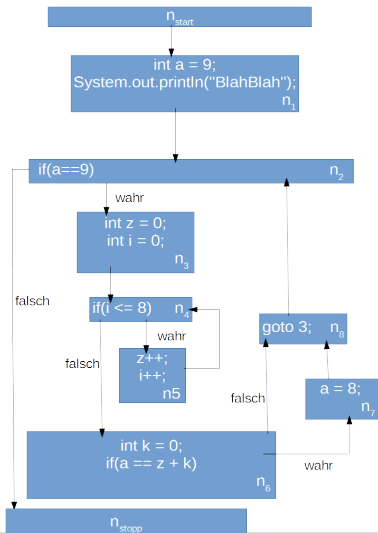 nstart
int a = 9;
System.out.println("BlahBlah");
n1
if(a==9) n2
wahr
int z = 0;
int i = 0;
n3
falsch
if(i <= 8) n4
wahr
goto 3; n8
falsch
z++;
i++;
n5
a = 8;
n7
falsch
int k = 0;
if(a == z + k)
n6
wahr
nstopp